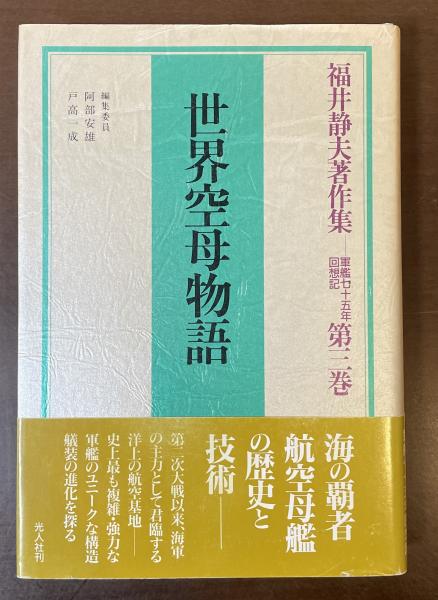 福井静夫著作集──軍艦七十五年回想記 第三巻
世界空母物語
編集委員
阿部安雄
戸高一成
海の覇者
航空母艦
の歴史と
技術──
第二次大戦以来、海軍
の主力として君臨する
洋上の航空基地──
史上最も複雑・強力な
軍艦のユニークな構造
艤装の進化を探る
光人社刊